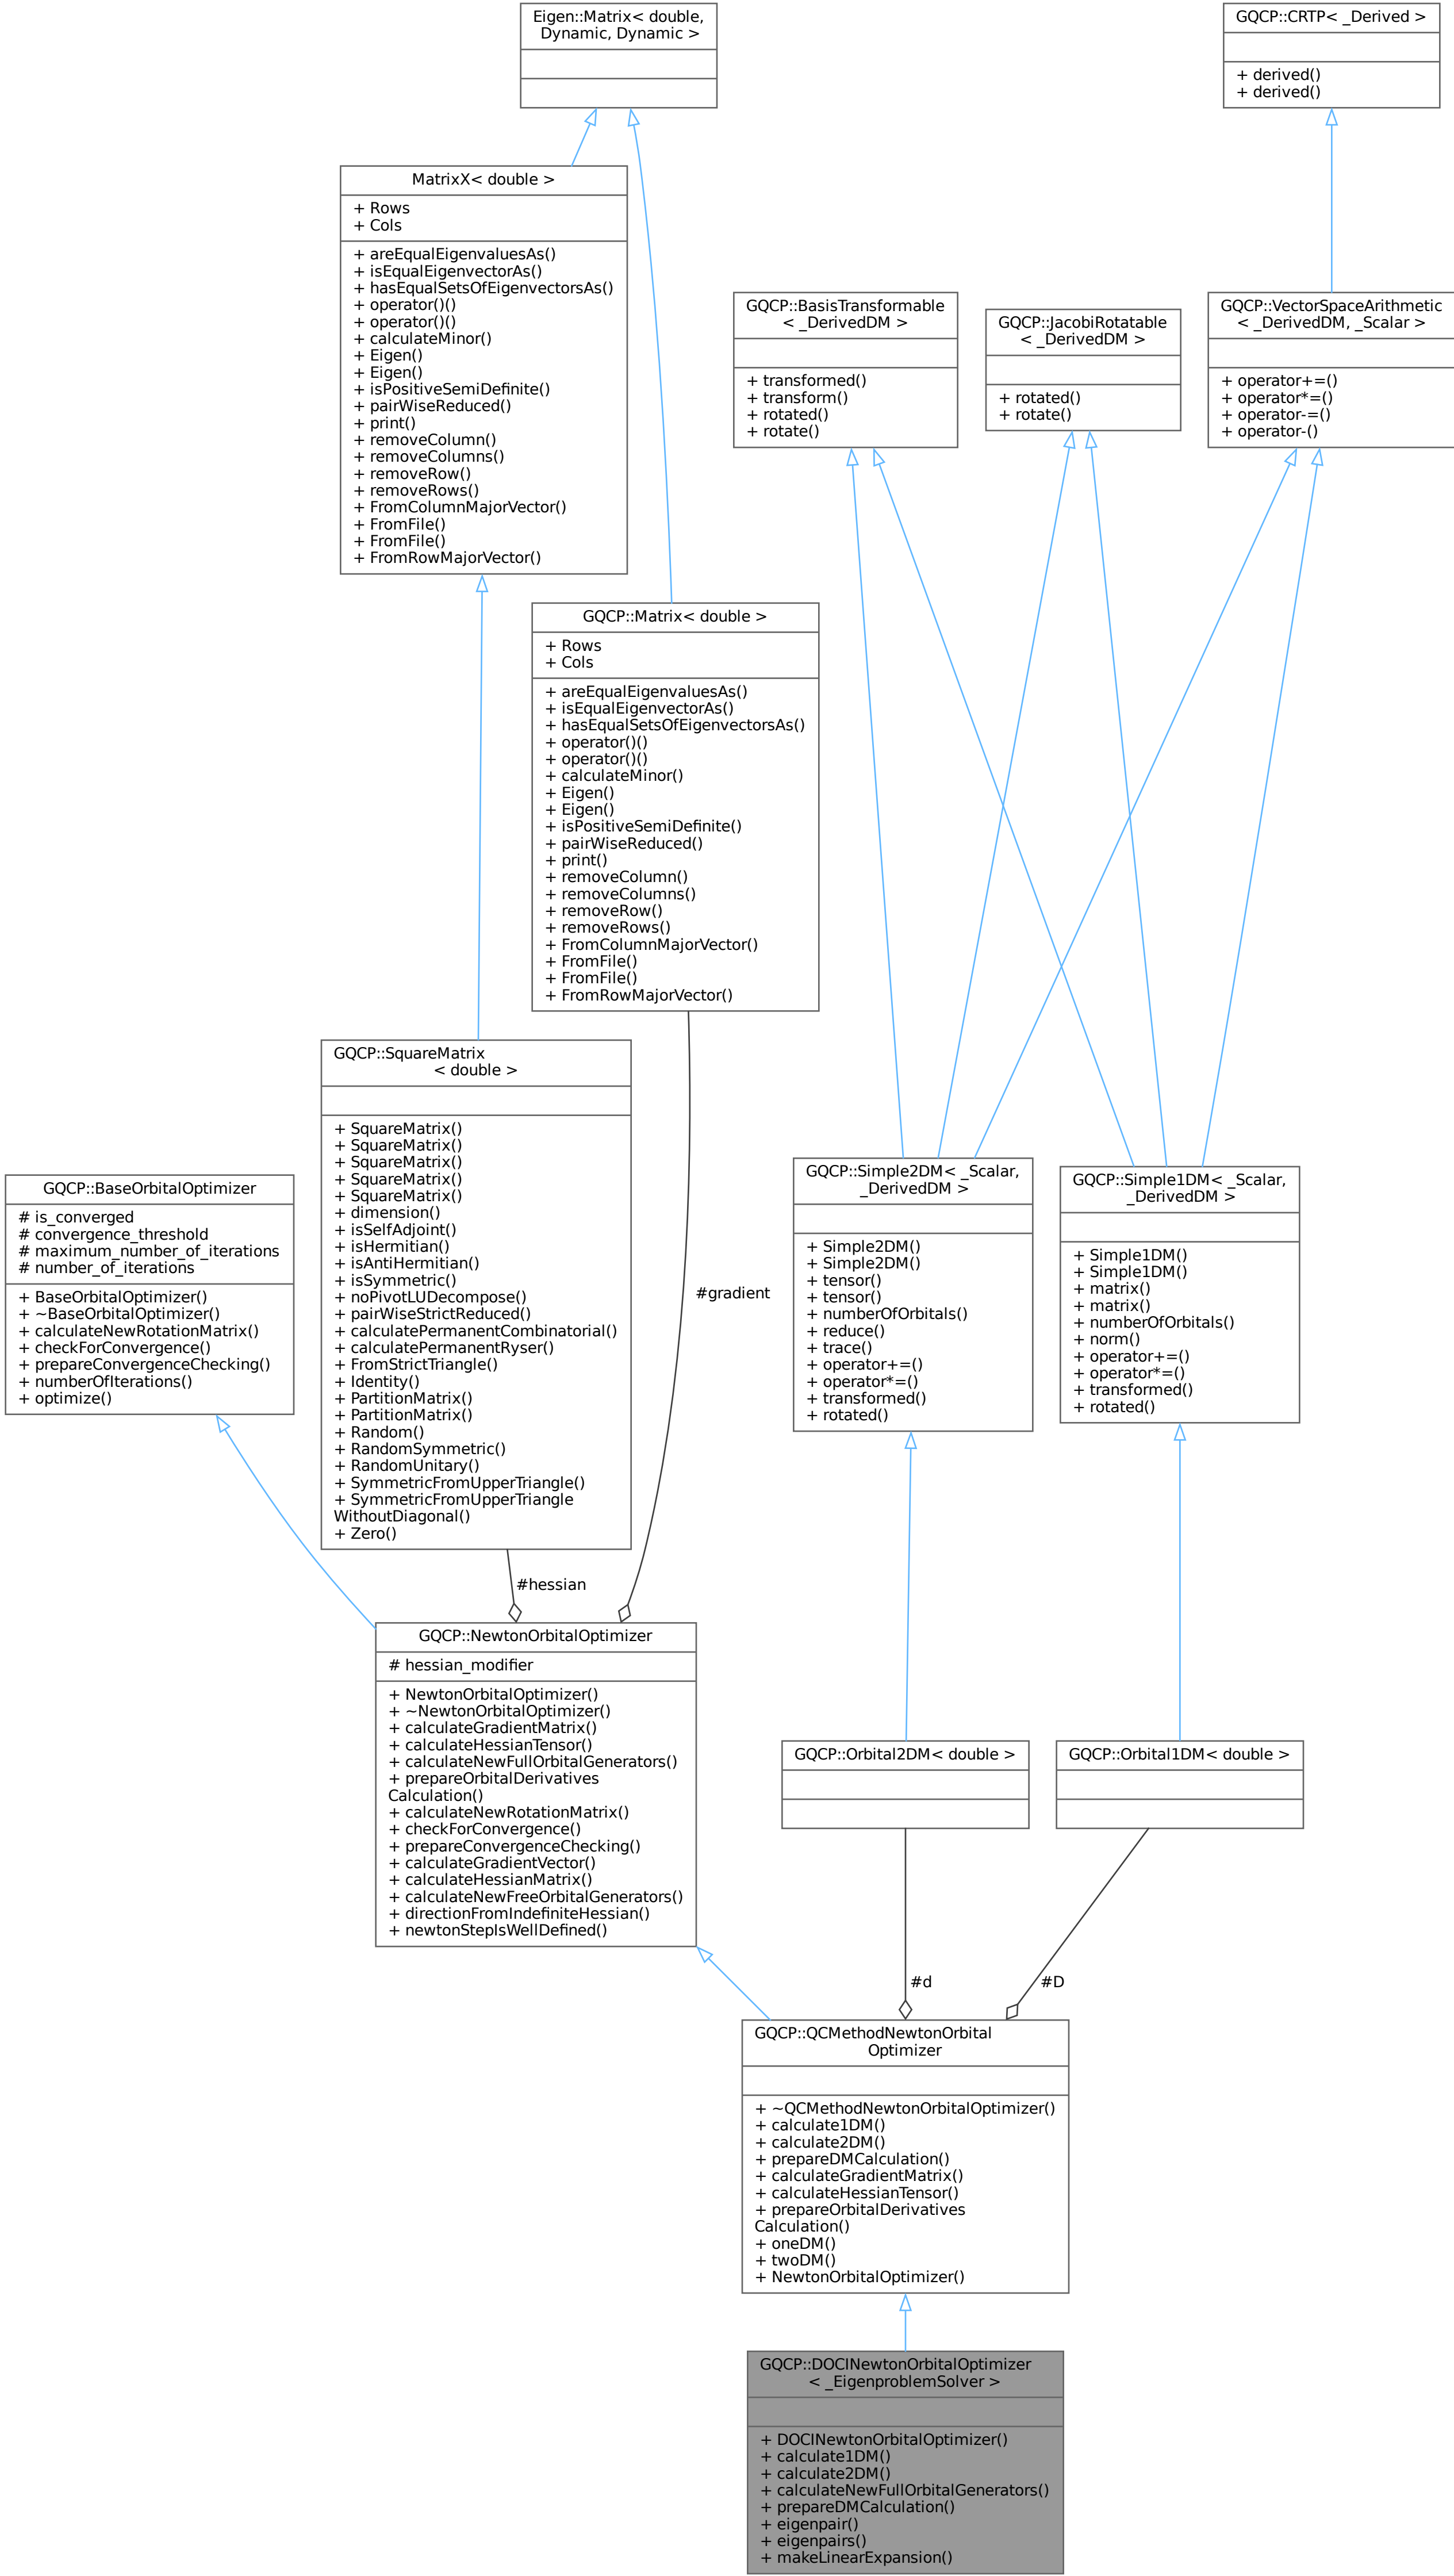 Eigen::Matrix< double,
Dynamic, Dynamic >
GQCP::CRTP< _Derived >
+ derived()
+ derived()
MatrixX< double >
+ Rows
+ Cols
+ areEqualEigenvaluesAs()
+ isEqualEigenvectorAs()
+ hasEqualSetsOfEigenvectorsAs()
+ operator()()
+ operator()()
+ calculateMinor()
+ Eigen()
+ Eigen()
+ isPositiveSemiDefinite()
+ pairWiseReduced()
+ print()
+ removeColumn()
+ removeColumns()
+ removeRow()
+ removeRows()
+ FromColumnMajorVector()
+ FromFile()
+ FromFile()
+ FromRowMajorVector()
GQCP::BasisTransformable
< _DerivedDM >
+ transformed()
+ transform()
+ rotated()
+ rotate()
GQCP::JacobiRotatable
< _DerivedDM >
+ rotated()
+ rotate()
GQCP::VectorSpaceArithmetic
< _DerivedDM, _Scalar >
+ operator+=()
+ operator*=()
+ operator-=()
+ operator-()
GQCP::Matrix< double >
+ Rows
+ Cols
+ areEqualEigenvaluesAs()
+ isEqualEigenvectorAs()
+ hasEqualSetsOfEigenvectorsAs()
+ operator()()
+ operator()()
+ calculateMinor()
+ Eigen()
+ Eigen()
+ isPositiveSemiDefinite()
+ pairWiseReduced()
+ print()
+ removeColumn()
+ removeColumns()
+ removeRow()
+ removeRows()
+ FromColumnMajorVector()
+ FromFile()
+ FromFile()
+ FromRowMajorVector()
GQCP::SquareMatrix
< double >
+ SquareMatrix()
+ SquareMatrix()
+ SquareMatrix()
+ SquareMatrix()
+ SquareMatrix()
+ dimension()
+ isSelfAdjoint()
+ isHermitian()
+ isAntiHermitian()
+ isSymmetric()
+ noPivotLUDecompose()
+ pairWiseStrictReduced()
+ calculatePermanentCombinatorial()
+ calculatePermanentRyser()
+ FromStrictTriangle()
+ Identity()
+ PartitionMatrix()
+ PartitionMatrix()
+ Random()
+ RandomSymmetric()
+ RandomUnitary()
+ SymmetricFromUpperTriangle()
+ SymmetricFromUpperTriangle
WithoutDiagonal()
+ Zero()
GQCP::BaseOrbitalOptimizer
# is_converged
# convergence_threshold
# maximum_number_of_iterations
# number_of_iterations
+ BaseOrbitalOptimizer()
+ ~BaseOrbitalOptimizer()
+ calculateNewRotationMatrix()
+ checkForConvergence()
+ prepareConvergenceChecking()
+ numberOfIterations()
+ optimize()
GQCP::Simple2DM< _Scalar,
_DerivedDM >
+ Simple2DM()
+ Simple2DM()
+ tensor()
+ tensor()
+ numberOfOrbitals()
+ reduce()
+ trace()
+ operator+=()
+ operator*=()
+ transformed()
+ rotated()
GQCP::Simple1DM< _Scalar,
_DerivedDM >
+ Simple1DM()
+ Simple1DM()
+ matrix()
+ matrix()
+ numberOfOrbitals()
+ norm()
+ operator+=()
+ operator*=()
+ transformed()
+ rotated()
#gradient
#hessian
GQCP::NewtonOrbitalOptimizer
# hessian_modifier
+ NewtonOrbitalOptimizer()
+ ~NewtonOrbitalOptimizer()
+ calculateGradientMatrix()
+ calculateHessianTensor()
+ calculateNewFullOrbitalGenerators()
+ prepareOrbitalDerivatives
Calculation()
+ calculateNewRotationMatrix()
+ checkForConvergence()
+ prepareConvergenceChecking()
+ calculateGradientVector()
+ calculateHessianMatrix()
+ calculateNewFreeOrbitalGenerators()
+ directionFromIndefiniteHessian()
+ newtonStepIsWellDefined()
GQCP::Orbital2DM< double >
GQCP::Orbital1DM< double >
#d
#D
GQCP::QCMethodNewtonOrbital
Optimizer
+ ~QCMethodNewtonOrbitalOptimizer()
+ calculate1DM()
+ calculate2DM()
+ prepareDMCalculation()
+ calculateGradientMatrix()
+ calculateHessianTensor()
+ prepareOrbitalDerivatives
Calculation()
+ oneDM()
+ twoDM()
+ NewtonOrbitalOptimizer()
GQCP::DOCINewtonOrbitalOptimizer
< _EigenproblemSolver >
+ DOCINewtonOrbitalOptimizer()
+ calculate1DM()
+ calculate2DM()
+ calculateNewFullOrbitalGenerators()
+ prepareDMCalculation()
+ eigenpair()
+ eigenpairs()
+ makeLinearExpansion()